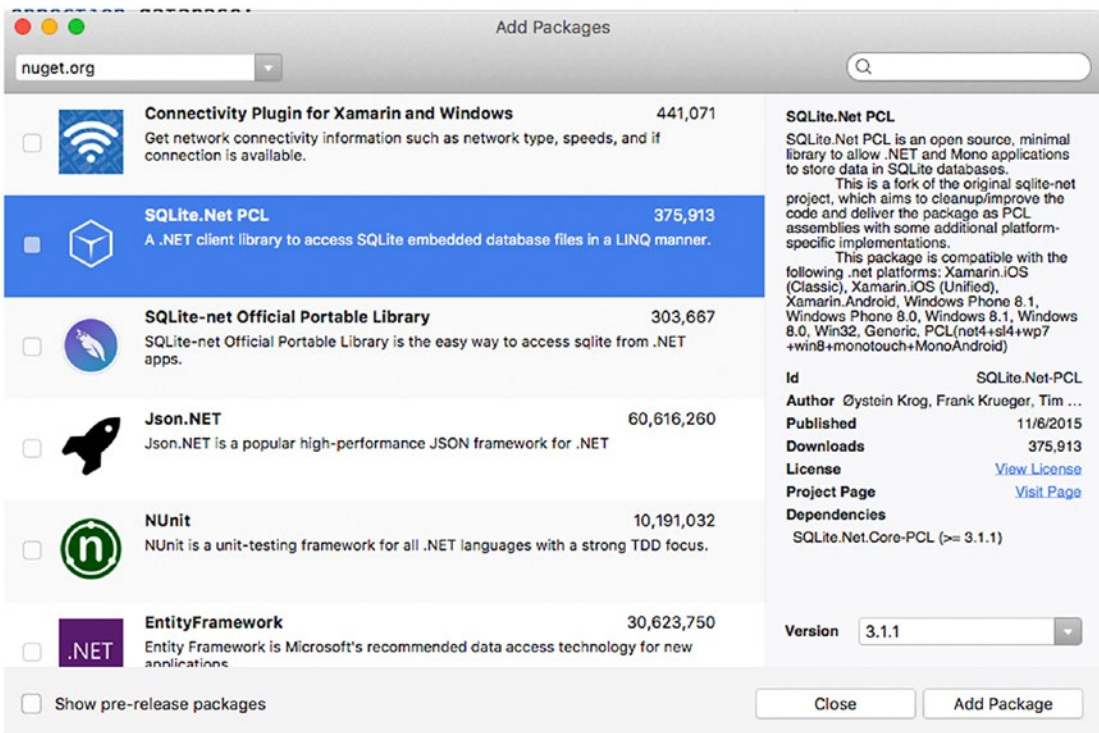 Add Packages
nuget.org
Connectivity Plugin for Xamarin and Windows 441,071
Get network connectivity information such as network type, speeds, and if
connection is available.
SQLite.Net PCL 375,913
A .NET client library to access SQLite embedded database files in a LINQ manner.
SQLite-net Official Portable Library 303,667
SQLite-net Official Portable Library is the easy way to access sqlite from .NET
apps.
Json.NET 60,616,260
Json.NET is a popular high-performance JSON framework for .NET
n
NUnit 10,191,032
NUnit is a unit-testing framework for all .NET languages with a strong TDD focus.
.NET
EntityFramework 30,623,750
Entity Framework is Microsoft's recommended data access technology for new
applications.
SQLite.Net PCL
SQLite.Net PCL is an open source, minimal
library to allow .NET and Mono applications
to store data in SQLite databases.
This is a fork of the original sqlite-net
project, which aims to cleanup/improve the
code and deliver the package as PCL
assemblies with some additional platform-
specific implementations.
This package is compatible with the
following .net platforms: Xamarin.iOS
(Classic), Xamarin.iOS (Unified),
Xamarin.Android, Windows Phone 8.1,
Windows Phone 8.0, Windows 8.1, Windows
8.0, Win32, Generic, PCL(net4+sl4+wp7
+win8+monotouch+MonoAndroid)
Id SQLite.Net-PCL
Author Øystein Krog, Frank Krueger, Tim ...
Published 11/6/2015
Downloads 375,913
License View License
Project Page Visit Page
Dependencies
SQLite.Net.Core-PCL (>= 3.1.1)
Version 3.1.1
Show pre-release packages
Close Add Package